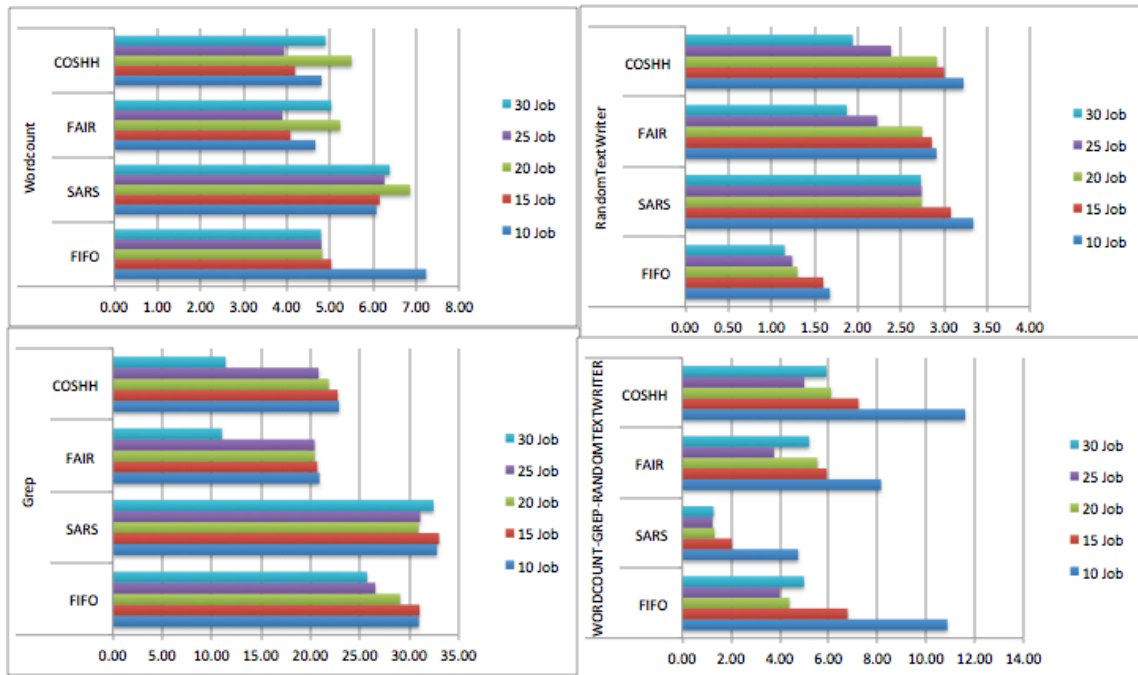 Wordcount
COSHH
FAIR
SARS
FIFO
30 Job
25 Job
20 Job
15 Job
10 Job
0.00 1.00 2.00 3.00 4.00 5.00 6.00 7.00 8.00
RandomTextWriter
COSHH
FAIR
SARS
FIFO
30 Job
25 Job
20 Job
15 Job
10 Job
0.00 0.50 1.00 1.50 2.00 2.50 3.00 3.50 4.00
Grep
COSHH
FAIR
SARS
FIFO
30 Job
25 Job
20 Job
15 Job
10 Job
0.00 5.00 10.00 15.00 20.00 25.00 30.00 35.00
WORDCOUNT-GREP-RANDOMTEXTWRITER
COSHH
FAIR
SARS
FIFO
30 Job
25 Job
20 Job
15 Job
10 Job
0.00 2.00 4.00 6.00 8.00 10.00 12.00 14.00